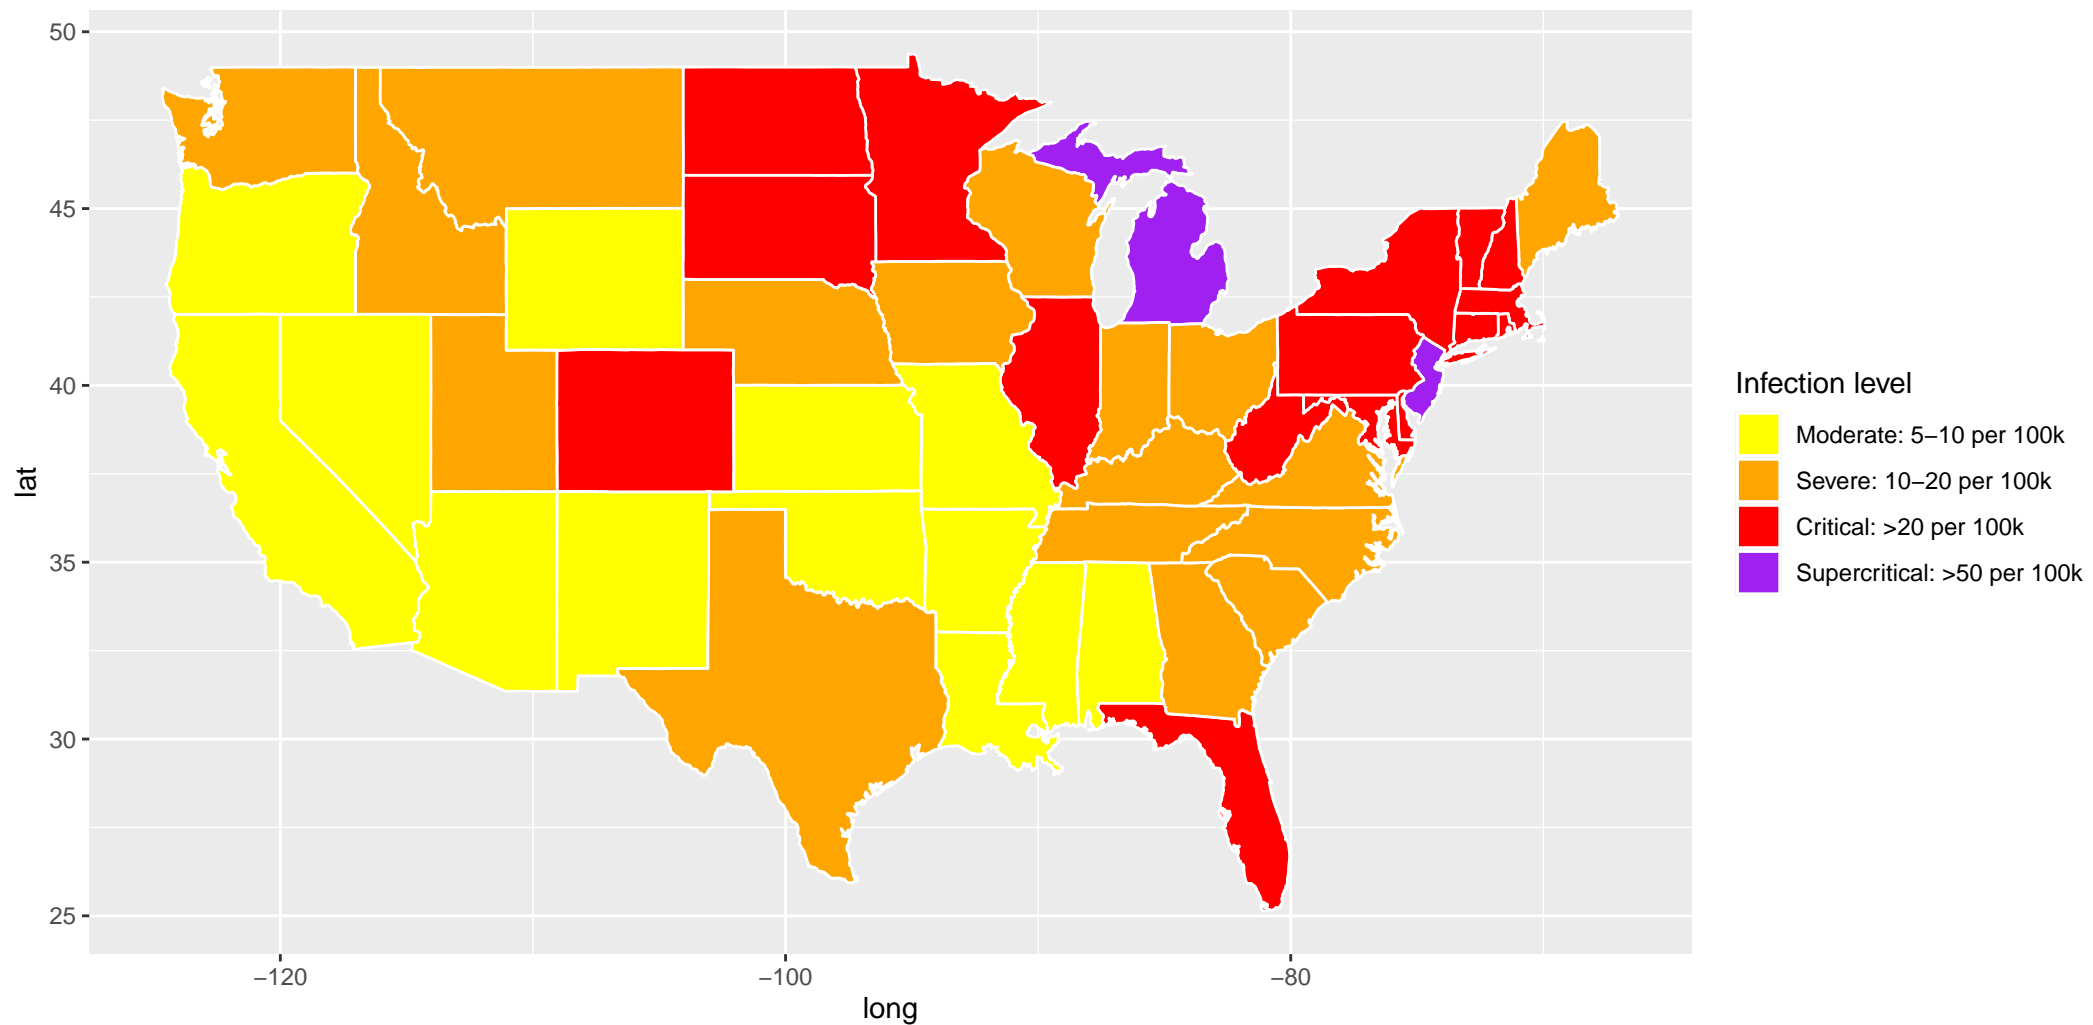 50
45
40
35
30
25
lat
−120
−100
−80
long
Infection level
Moderate: 5−10 per 100k
Severe: 10−20 per 100k
Critical: >20 per 100k
Supercritical: >50 per 100k